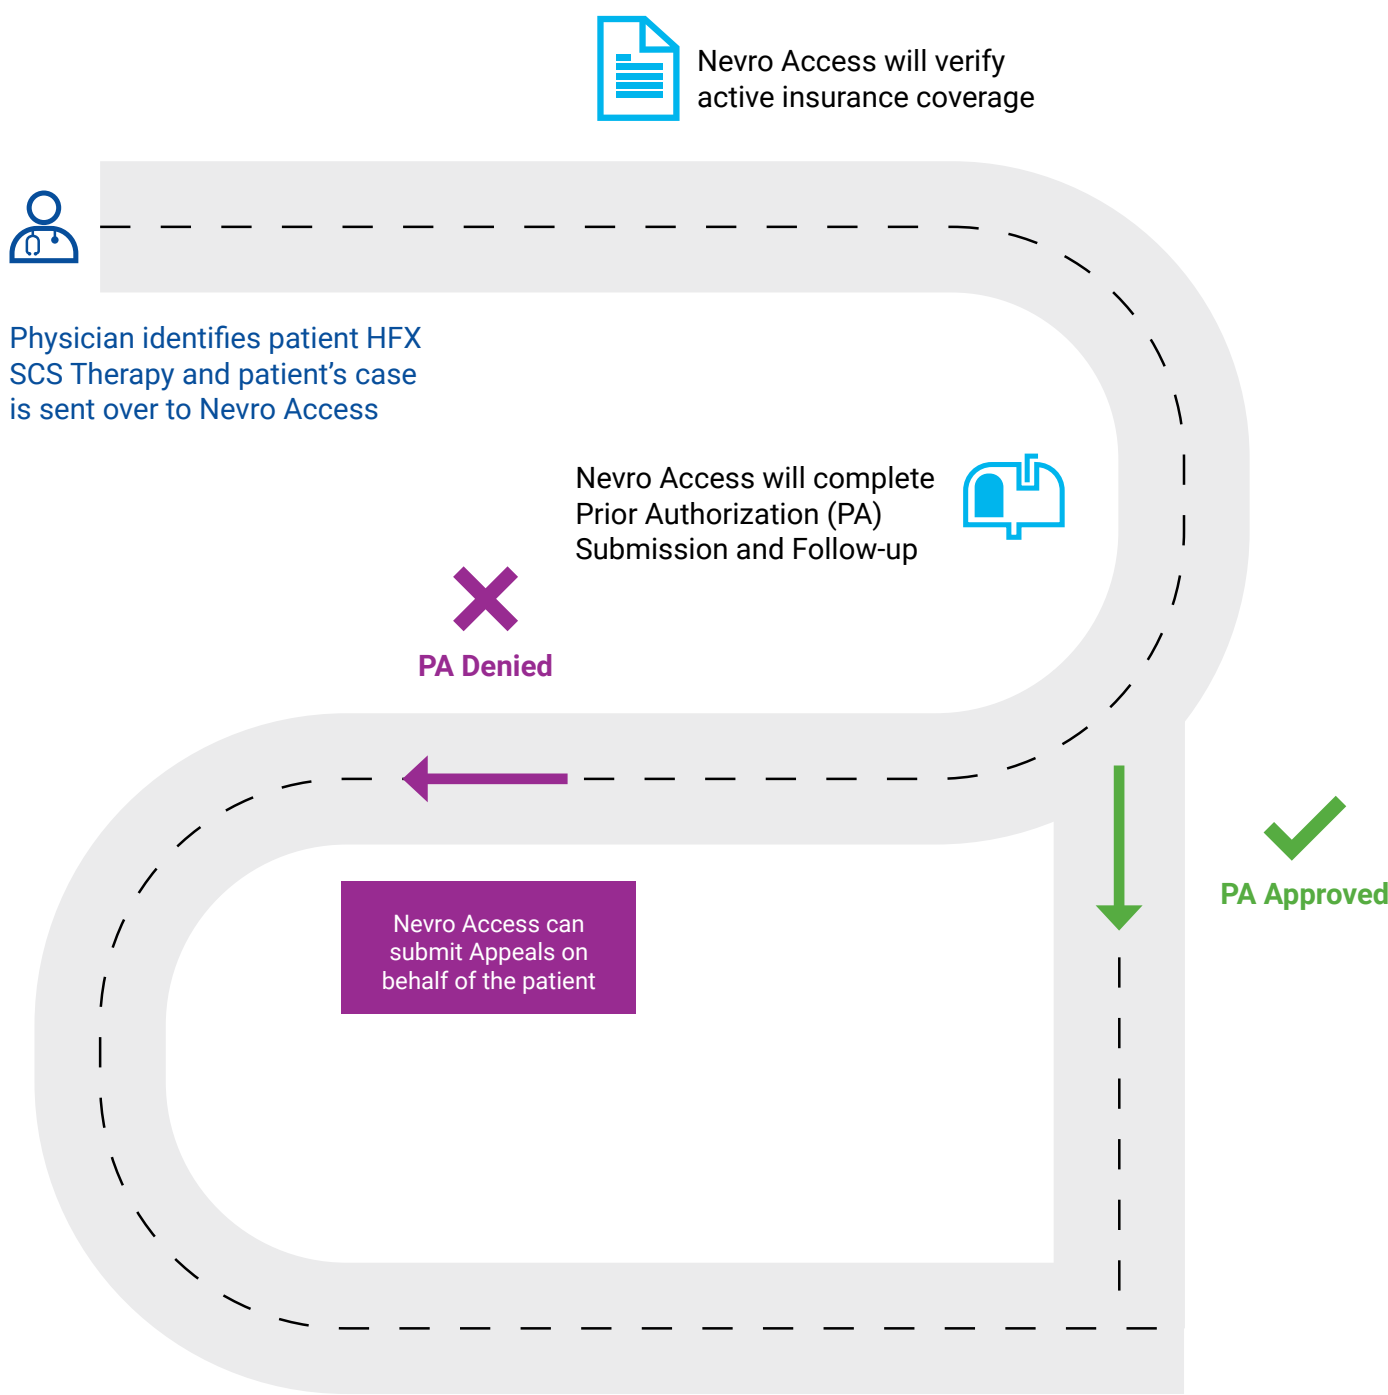 Nevro Access will verify
active insurance coverage
Physician identifies patient HFX
SCS Therapy and patient’s case
is sent over to Nevro Access
Nevro Access will complete
Prior Authorization (PA)
Submission and Follow-up
PA Denied
PA Approved
Nevro Access can
submit Appeals on
behalf of the patient